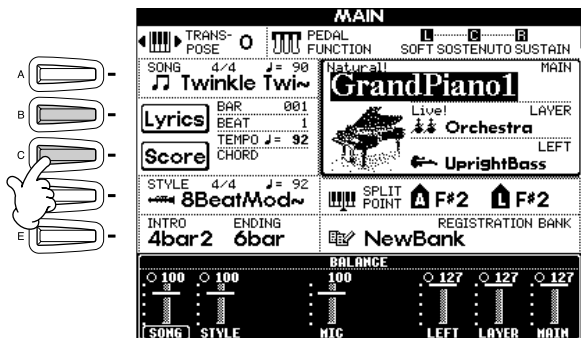 MAIN
TRANS-
POSE 0
PEDAL
FUNCTION
L C R
SOFT SOSTENUTO SUSTAIN
SONG 4/4 ♩= 90
Twinkle Twi~
Lyrics
Score
BAR 001
BEAT 1
TEMPO ♩= 92
CHORD
Natural! MAIN
GrandPiano1
Live! LAYER
Orchestra
LEFT
UprightBass
STYLE 4/4 ♩= 92
8BeatMod~
SPLIT
POINT A F#2 L F#2
INTRO ENDING
4bar2 6bar
REGISTRATION BANK
NewBank
BALANCE
100 100 100 127 127 127
SONG STYLE MIC LEFT LAYER MAIN
A
B
C
E